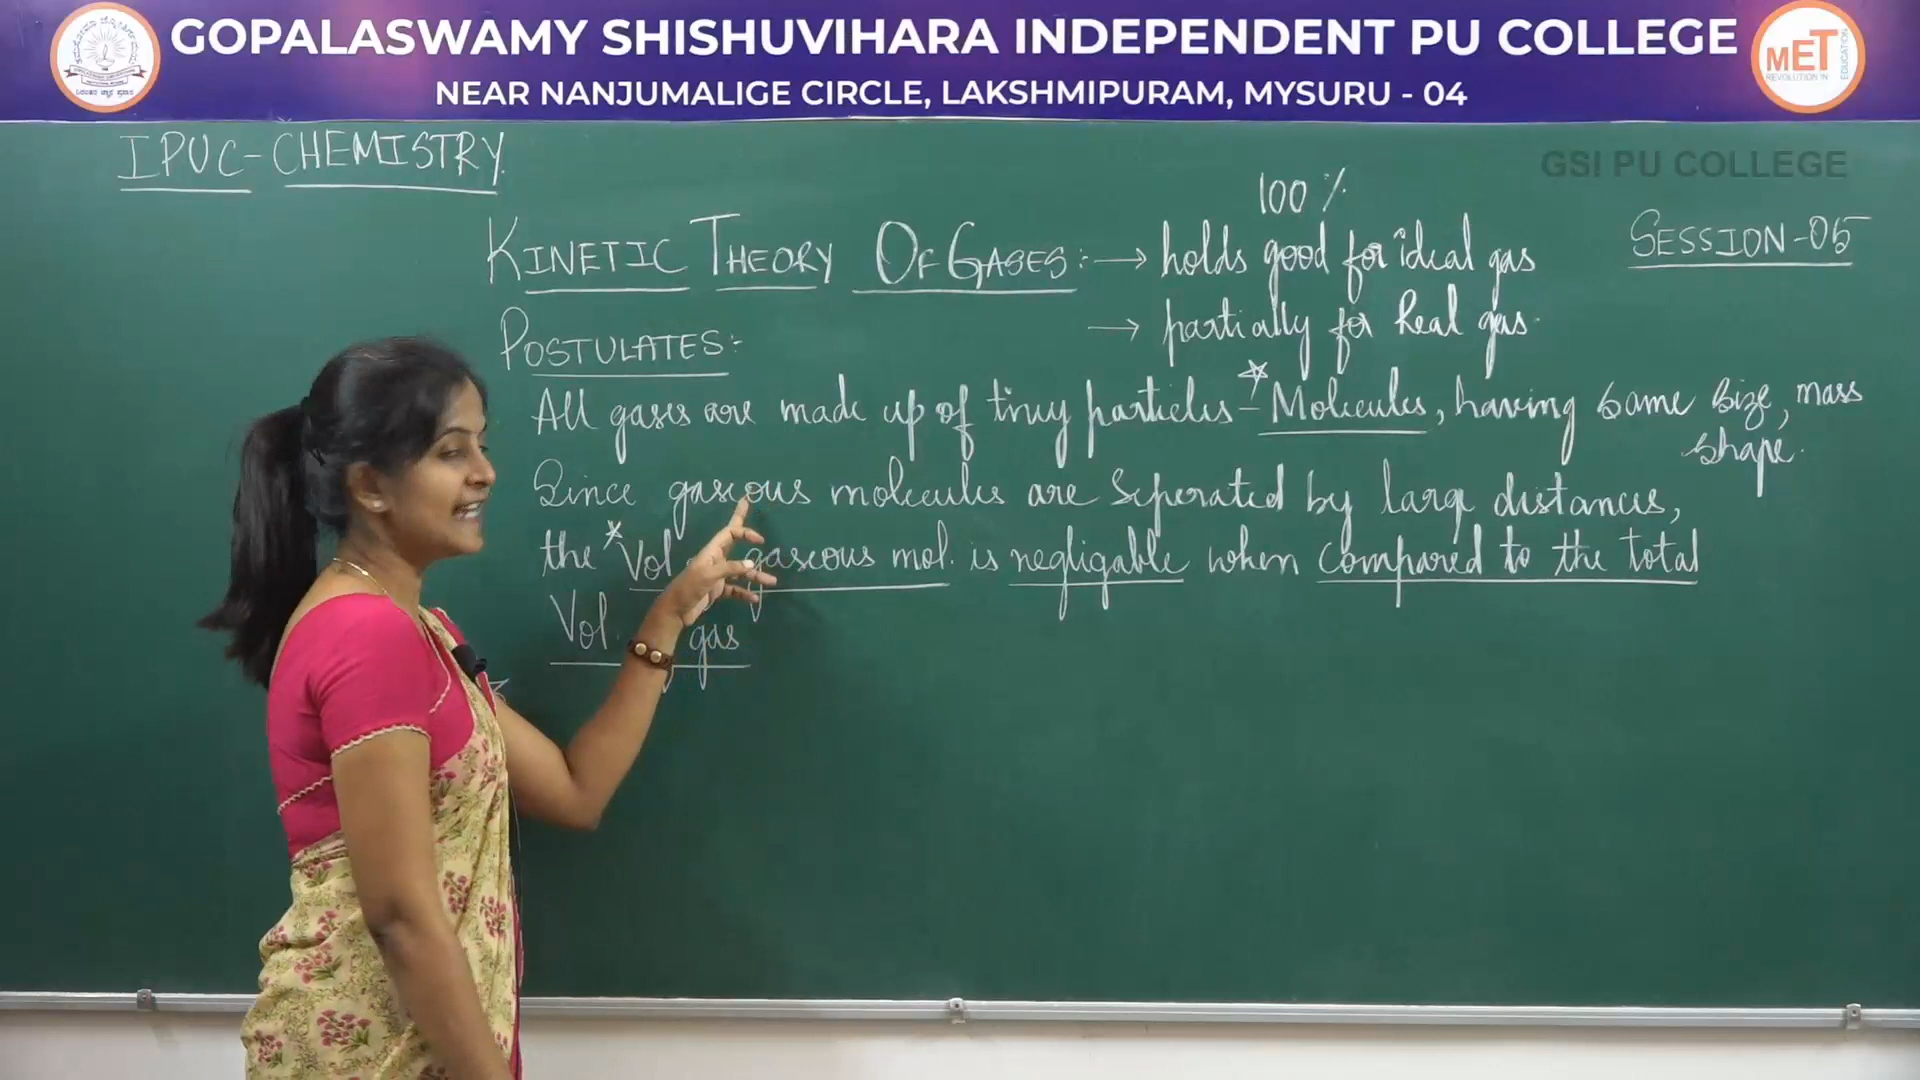 GOPALASWAMY SHISHUVIHARA INDEPENDENT PU COLLEGE
MET
REVOLUTION IN
EDUCATION
NEAR NANJUMALIGE CIRCLE, LAKSHMIPURAM, MYSURU - 04
IPUC-CHEMISTRY
GSI PU COLLEGE
100 %
KINETIC THEORY OF GASES:- → holds good for ideal gas
SESSION-05
→ partially for Real gas.
POSTULATES:-
All gases are made up of tiny particles - Molecules, having same size, mass
shape.
Since gaseous molecules are seperated by large distances,
the *Vol gaseous mol. is negligable when compared to the total
Vol. gas